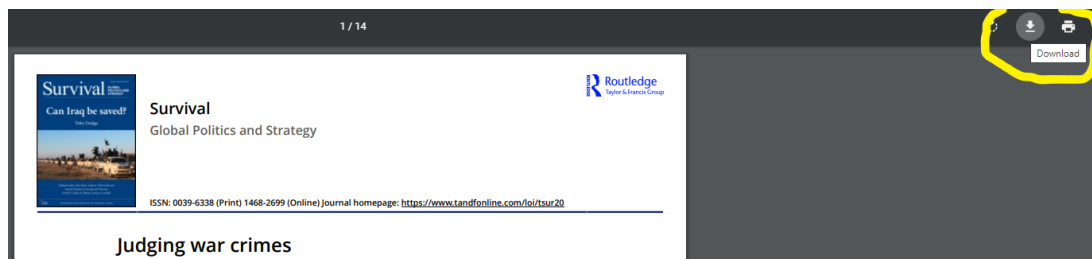 1 / 14
Download
Survival
Can Iraq be saved?
Toby Dodge
Routledge
Taylor & Francis Group
Survival
Global Politics and Strategy
ISSN: 0039-6338 (Print) 1468-2699 (Online) Journal homepage: https://www.tandfonline.com/loi/tsur20
Judging war crimes